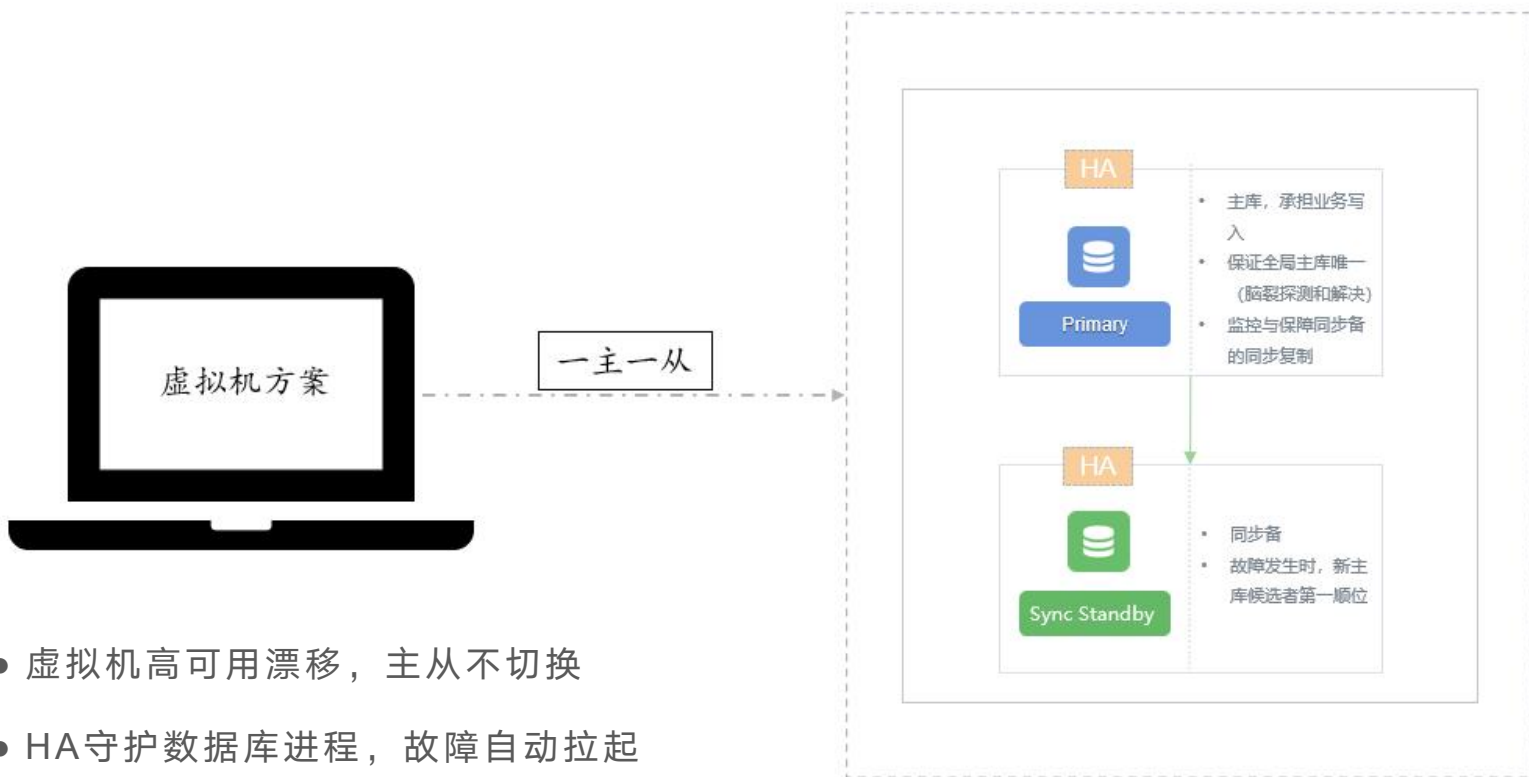 虚拟机方案
一主一从
HA
Primary
• 主库，承担业务写
入
• 保证全局主库唯一
（脑裂探测和解决）
• 监控与保障同步备
的同步复制
HA
Sync Standby
• 同步备
• 故障发生时，新主
库候选者第一顺位
• 虚拟机高可用漂移，主从不切换
• HA守护数据库进程，故障自动拉起